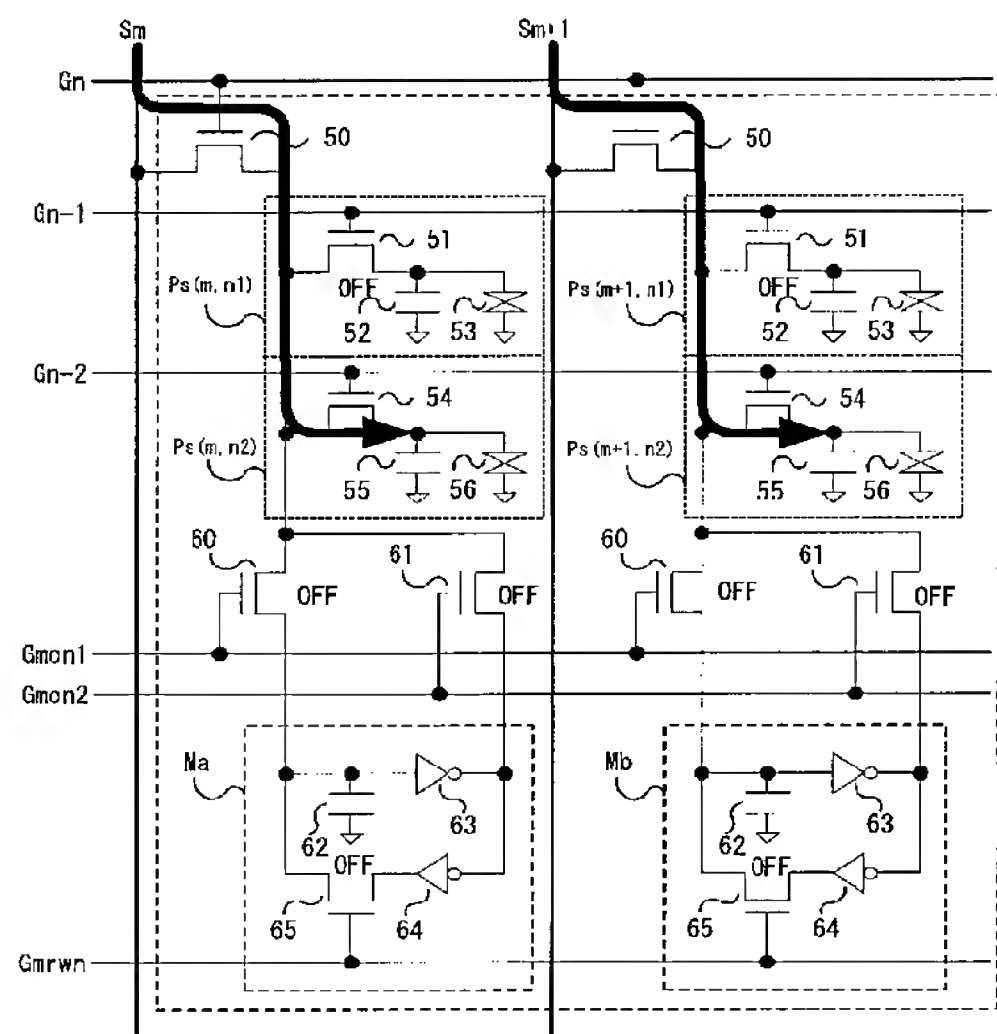 Sm Sm+1
Gn
50 50
Gn-1
51 51
Ps(m,n1) OFF Ps(m+1,n1) OFF
52 53 52 53
Gn-2
54 54
Ps(m,n2) Ps(m+1,n2)
55 56 55 56
60 61 60 61
OFF OFF OFF OFF
Gmcn1
Gmcn2
Ma Mb
62 63 62 63
OFF OFF
65 64 65 64
Gmrwn